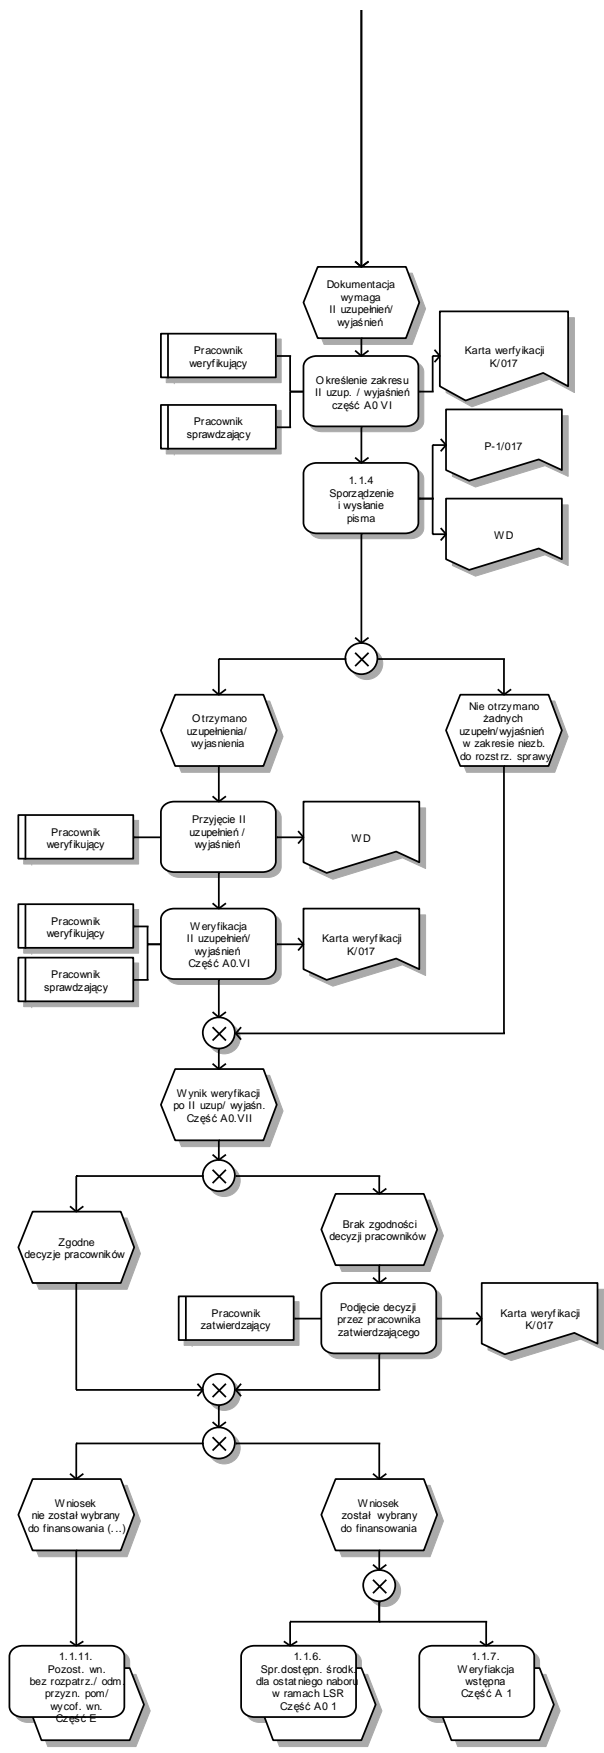 Dokumentacja
wymaga
II uzupełnień/
wyjaśnień
Pracownik
weryfikujący
Karta werfyikacji
K/017
Określenie zakresu
II uzup. / wyjaśnień
część A0 VI
Pracownik
sprawdzający
P-1/017
1.1.4
Sporządzenie
i wysłanie
pisma
WD
Otrzymano
uzupełnienia/
wyjasnienia
Nie otrzymano
żadnych
uzupełn/wyjaśnień
w zakresie niezb.
do rozstrz. sprawy
Pracownik
weryfikujący
Przyjęcie II
uzupełnień /
wyjaśnień
WD
Pracownik
weryfikujący
Weryfikacja
II uzupełnień/
wyjaśnień
Część A0.VI
Karta weryfikacji
K/017
Pracownik
sprawdzający
Wynik weryfikacji
po II uzup/ wyjaśn.
Część A0.VII
Zgodne
decyzje pracowników
Brak zgodności
decyzji pracowników
Pracownik
zatwierdzający
Podjęcie decyzji
przez pracownika
zatwierdzającego
Karta weryfikacji
K/017
Wniosek
nie został wybrany
do finansowania (...)
Wniosek
został wybrany
do finansowania
1.1.11.
Pozost. wn.
bez rozpatrz./ odm.
przyzn. pom/
wycof. wn.
Część E
1.1.6.
Spr.dostępn. środk.
dla ostatniego naboru
w ramach LSR
Część A0 1
1.1.7.
Weryfiakcja
wstępna
Część A 1